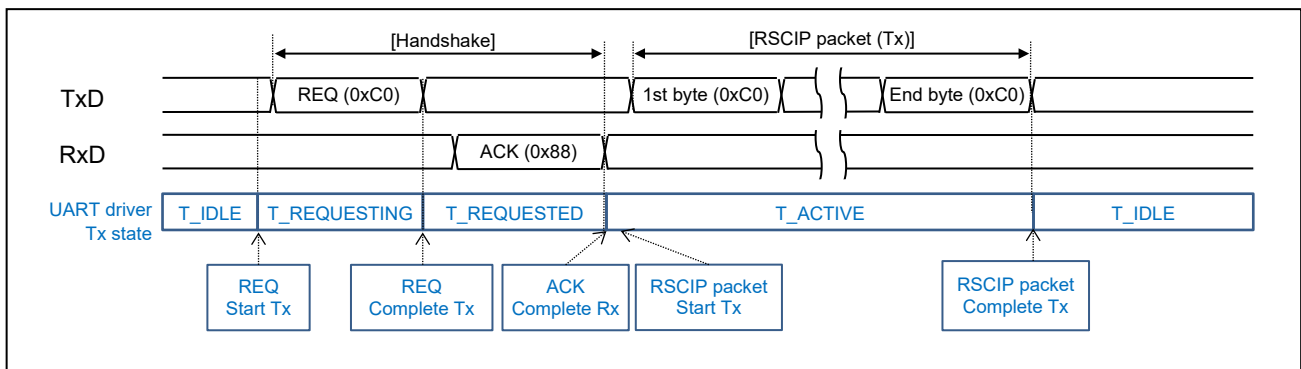 [Handshake]
[RSCIP packet (Tx)]
TxD
REQ (0xC0)
1st byte (0xC0)
End byte (0xC0)
RxD
ACK (0x88)
UART driver
Tx state
T_IDLE
T_REQUESTING
T_REQUESTED
T_ACTIVE
T_IDLE
REQ
Start Tx
REQ
Complete Tx
ACK
Complete Rx
RSCIP packet
Start Tx
RSCIP packet
Complete Tx